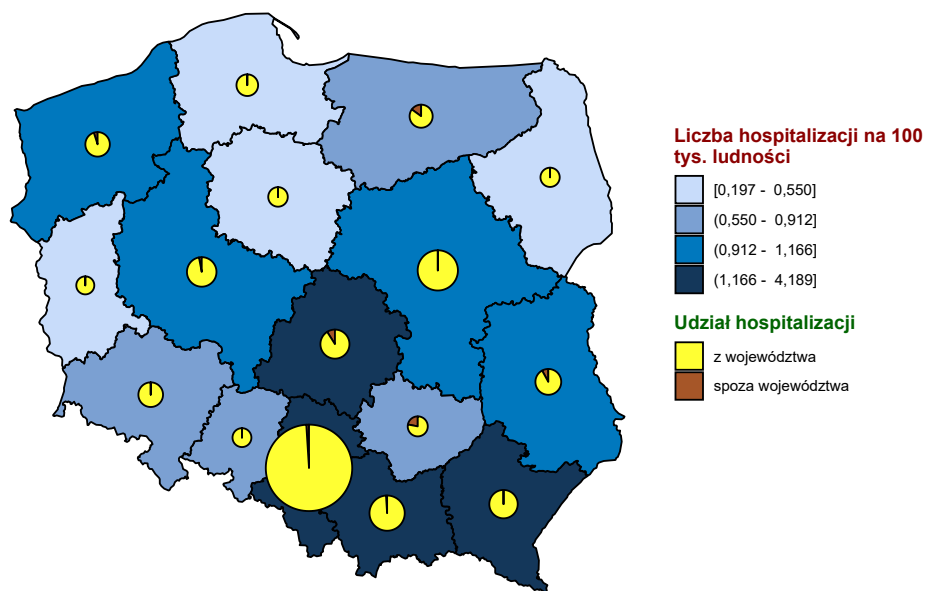 Liczba hospitalizacji na 100
tys. ludności
[0,197 - 0,550]
(0,550 - 0,912]
(0,912 - 1,166]
(1,166 - 4,189]
Udział hospitalizacji
z województwa
spoza województwa